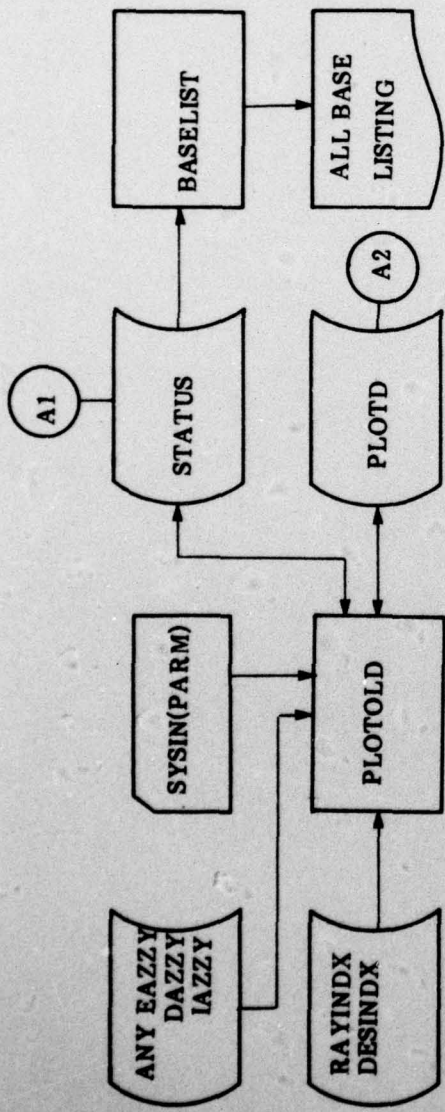 A1
ANY EAZZY
DAZZY
IAZZY
SYSIN(PARM)
STATUS
BASELIST
RAYINDX
DESINDX
PLOTOLD
PLOTD
A2
ALL BASE
LISTING